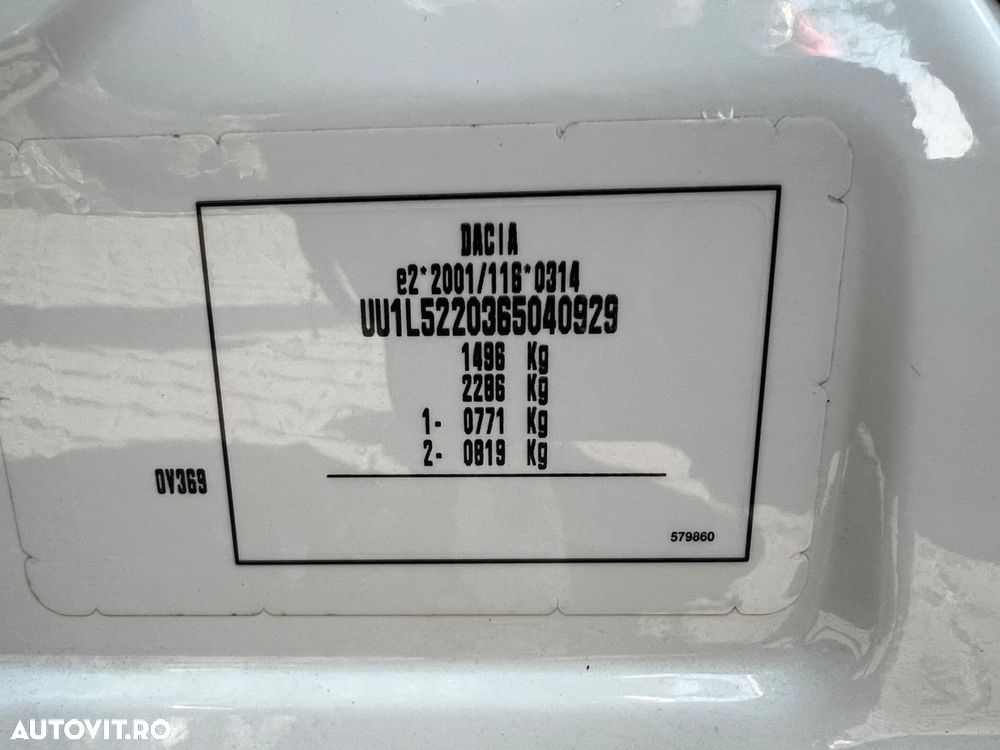 DACIA
e2*2001/116*0314
UU1L5220365040929
1496 Kg
2286 Kg
1- 0771 Kg
2- 0819 Kg
0V369
579860
AUTOVIT.RO